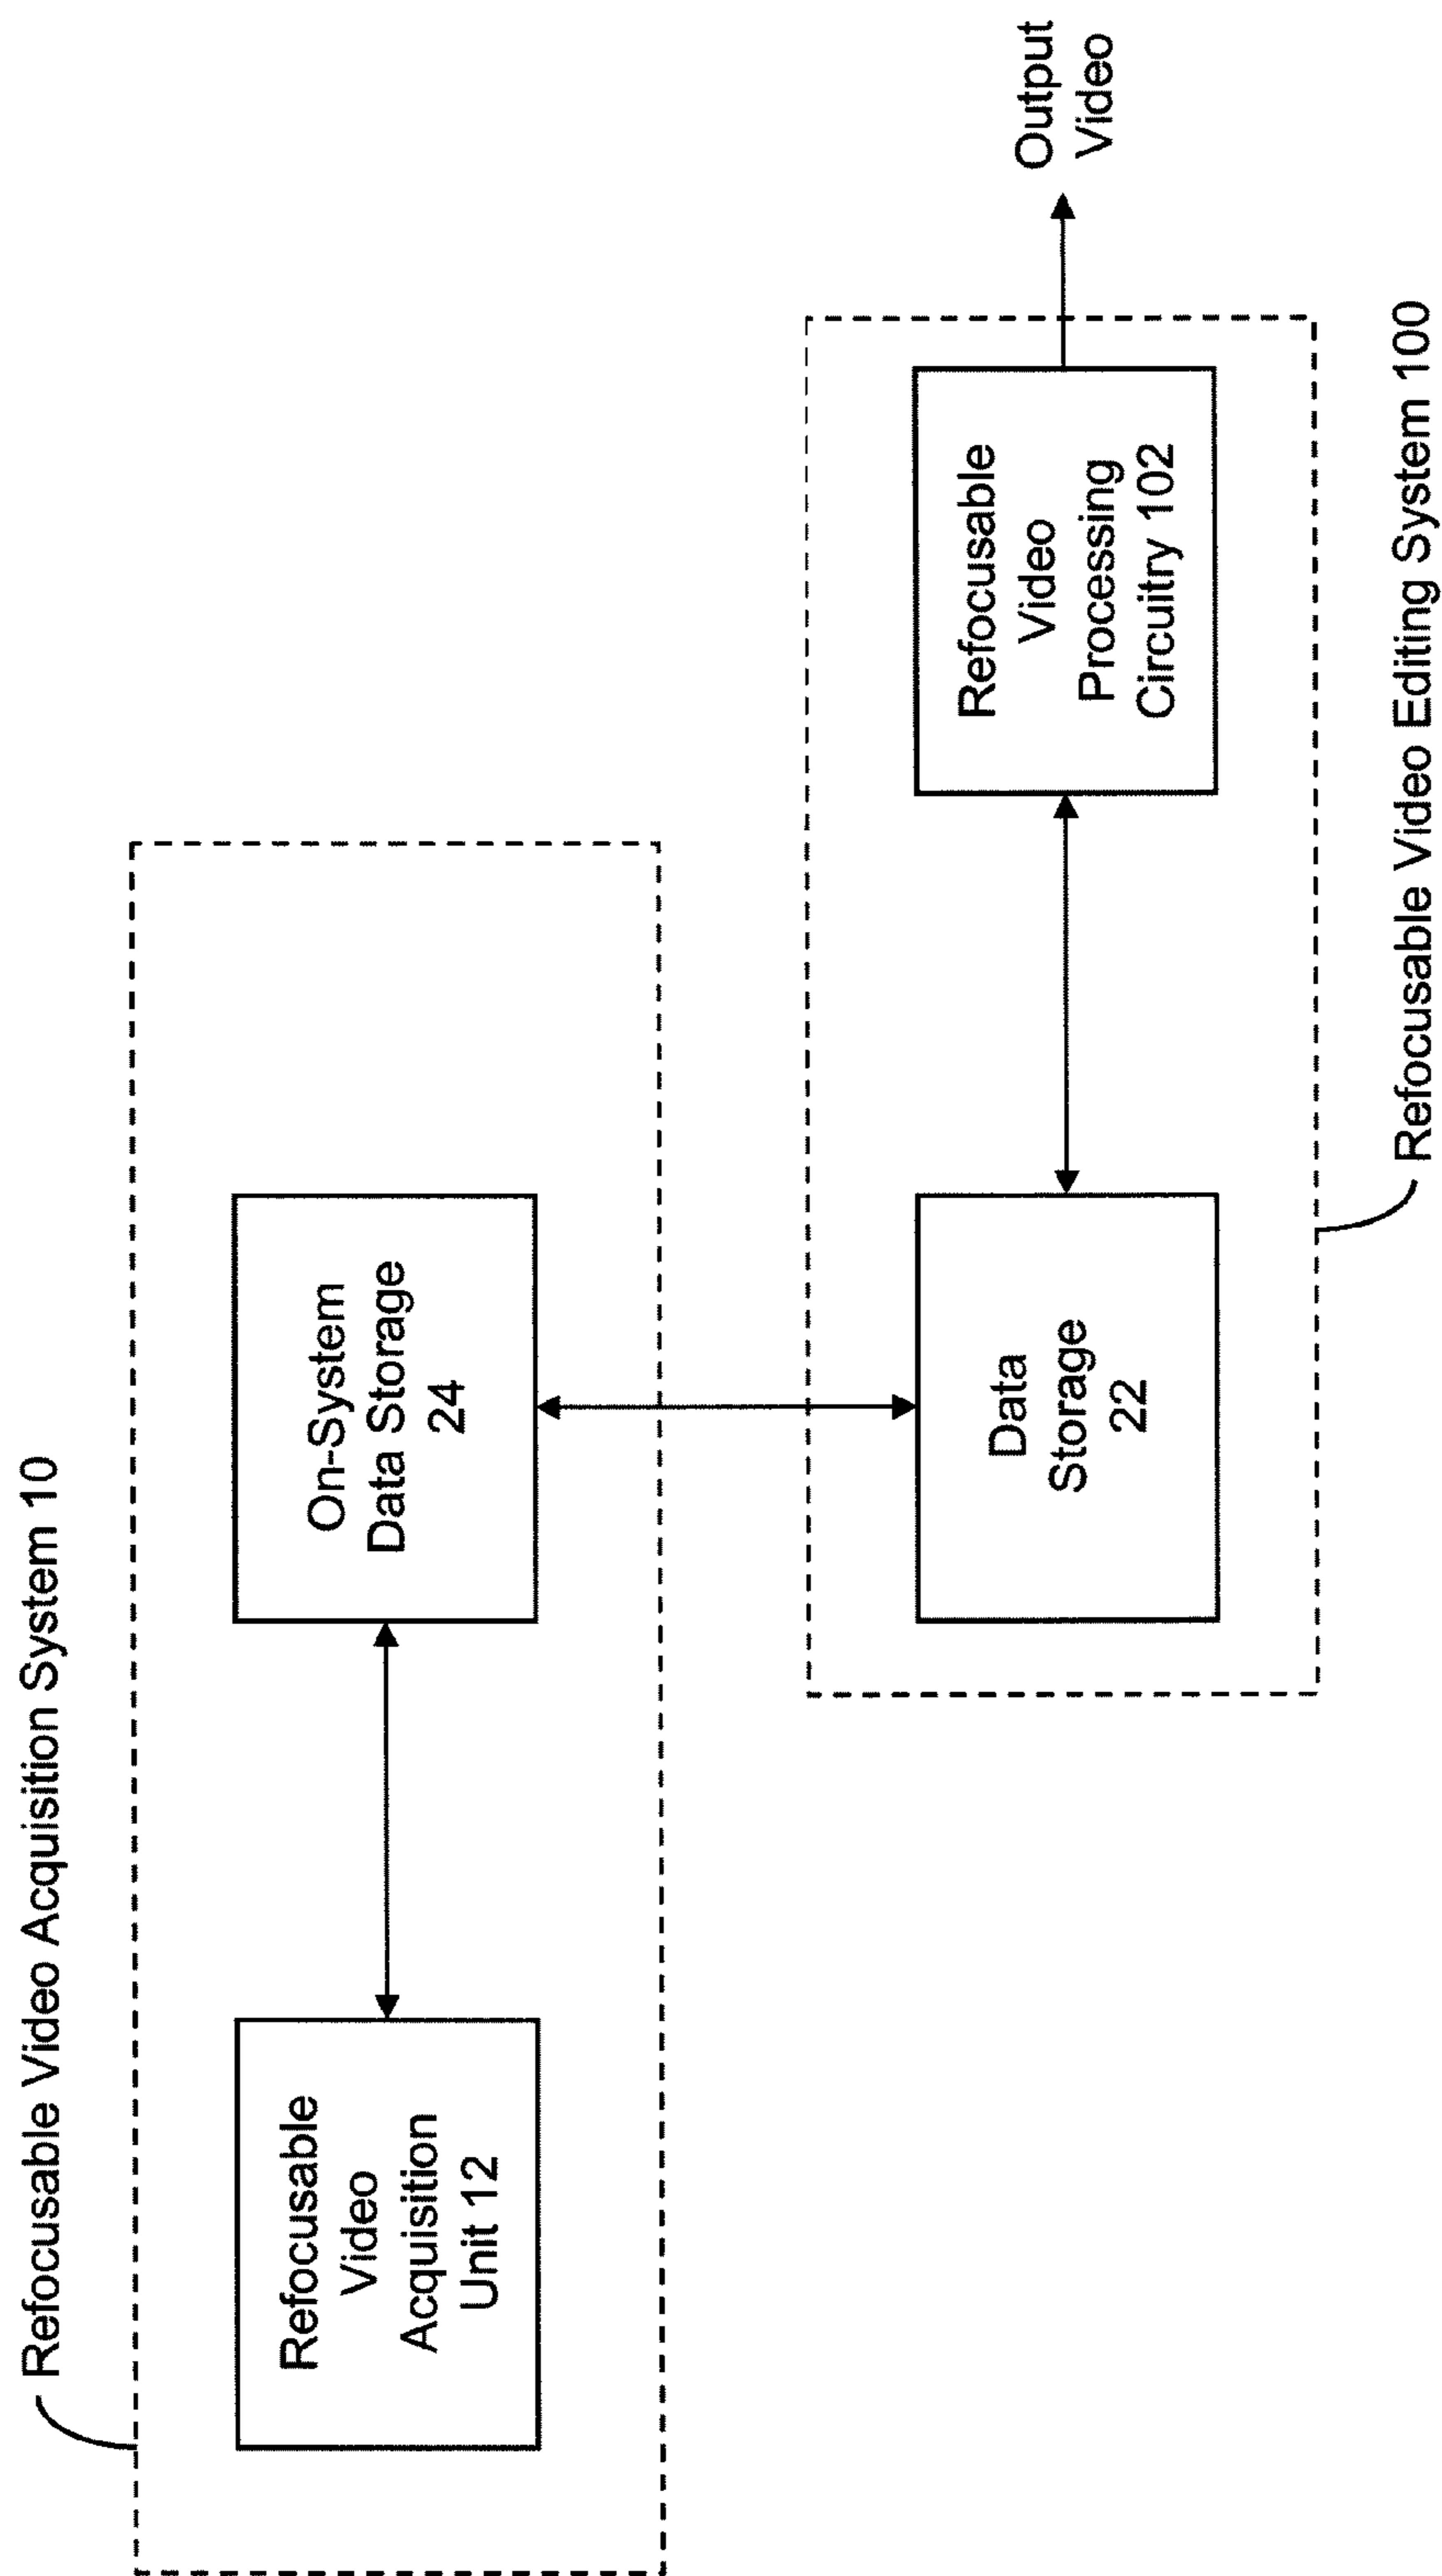 Refocusable Video Acquisition System 10
Refocusable
Video
Acquisition
Unit 12
On-System
Data Storage
24
Data
Storage
22
Refocusable
Video
Processing
Circuitry 102
Output
Video
Refocusable Video Editing System 100